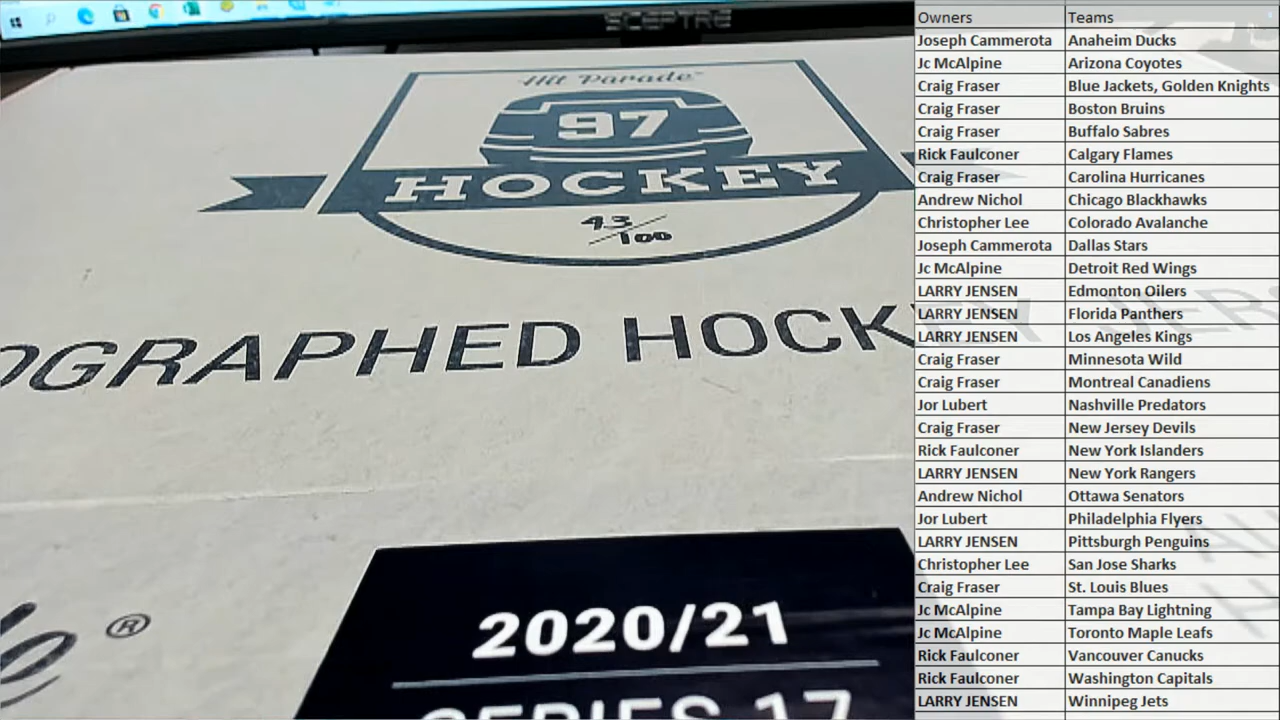 SCEPTRE
Hit Parade™
97
HOCKEY
43/100
OGRAPHED HOCKEY JERS
®
2020/21
SERIES 17
Owners Teams
Joseph Cammerota Anaheim Ducks
Jc McAlpine Arizona Coyotes
Craig Fraser Blue Jackets, Golden Knights
Craig Fraser Boston Bruins
Craig Fraser Buffalo Sabres
Rick Faulconer Calgary Flames
Craig Fraser Carolina Hurricanes
Andrew Nichol Chicago Blackhawks
Christopher Lee Colorado Avalanche
Joseph Cammerota Dallas Stars
Jc McAlpine Detroit Red Wings
LARRY JENSEN Edmonton Oilers
LARRY JENSEN Florida Panthers
LARRY JENSEN Los Angeles Kings
Craig Fraser Minnesota Wild
Craig Fraser Montreal Canadiens
Jor Lubert Nashville Predators
Craig Fraser New Jersey Devils
Rick Faulconer New York Islanders
LARRY JENSEN New York Rangers
Andrew Nichol Ottawa Senators
Jor Lubert Philadelphia Flyers
LARRY JENSEN Pittsburgh Penguins
Christopher Lee San Jose Sharks
Craig Fraser St. Louis Blues
Jc McAlpine Tampa Bay Lightning
Jc McAlpine Toronto Maple Leafs
Rick Faulconer Vancouver Canucks
Rick Faulconer Washington Capitals
LARRY JENSEN Winnipeg Jets